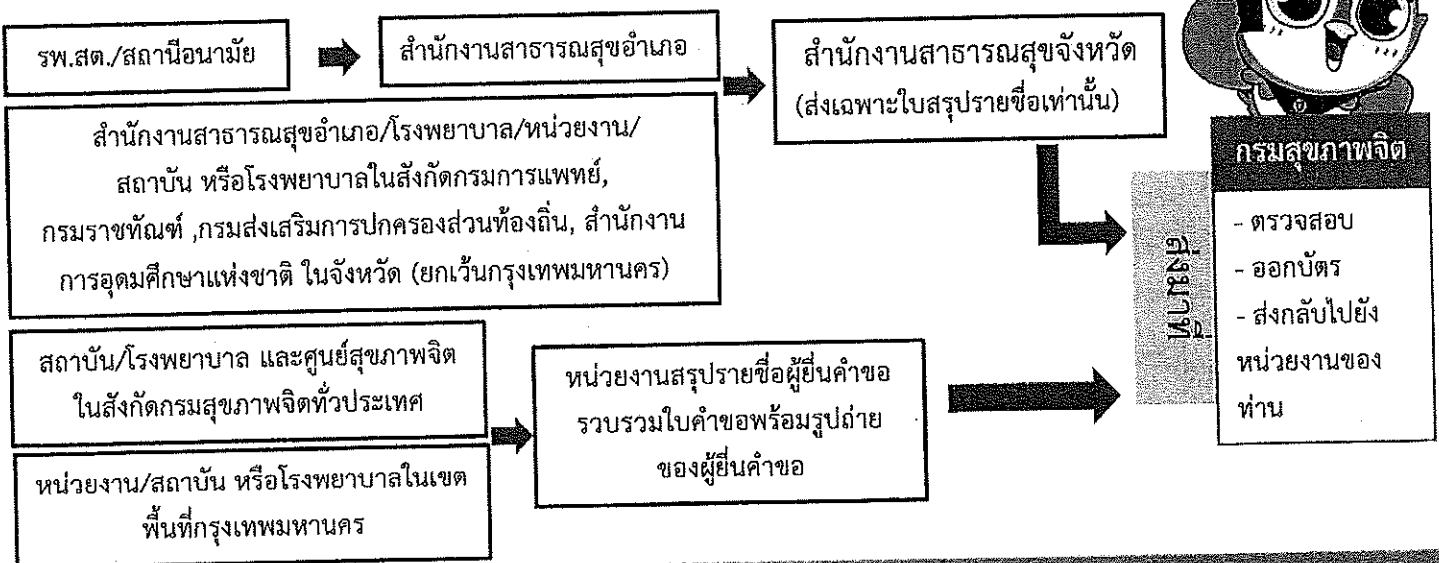 รพ.สต./สถานีอนามัย
สำนักงานสาธารณสุขอำเภอ
สำนักงานสาธารณสุขจังหวัด
(ส่งเฉพาะใบสรุปรายชื่อเท่านั้น)
สำนักงานสาธารณสุขอำเภอ/โรงพยาบาล/หน่วยงาน/
สถาบัน หรือโรงพยาบาลในสังกัดกรมการแพทย์,
กรมราชทัณฑ์ ,กรมส่งเสริมการปกครองส่วนท้องถิ่น, สำนักงาน
การอุดมศึกษาแห่งชาติ ในจังหวัด (ยกเว้นกรุงเทพมหานคร)
สถาบัน/โรงพยาบาล และศูนย์สุขภาพจิต
ในสังกัดกรมสุขภาพจิตทั่วประเทศ
หน่วยงาน/สถาบัน หรือโรงพยาบาลในเขต
พื้นที่กรุงเทพมหานคร
หน่วยงานสรุปรายชื่อผู้ยื่นคำขอ
รวบรวมใบคำขอพร้อมรูปถ่าย
ของผู้ยื่นคำขอ
ส่งมาที่
กรมสุขภาพจิต
- ตรวจสอบ
- ออกบัตร
- ส่งกลับไปยัง
หน่วยงานของ
ท่าน